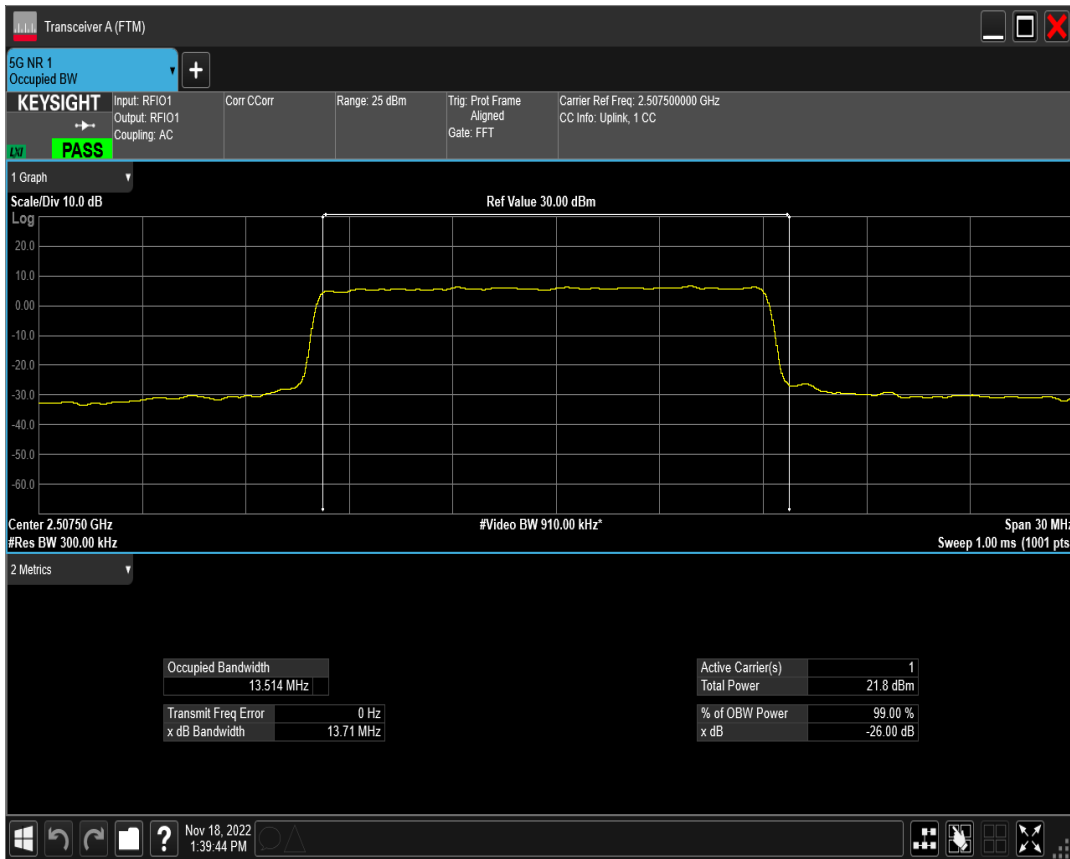 Transceiver A (FTM)
5G NR 1
Occupied BW
KEYSIGHT
LXI
PASS
Input: RFIO1
Output: RFIO1
Coupling: AC
Corr CCorr
Range: 25 dBm
Trig: Prot Frame
Aligned
Gate: FFT
Carrier Ref Freq: 2.507500000 GHz
CC Info: Uplink, 1 CC
1 Graph
Scale/Div 10.0 dB
Ref Value 30.00 dBm
Log
20.0
10.0
0.00
-10.0
-20.0
-30.0
-40.0
-50.0
-60.0
Center 2.50750 GHz
#Video BW 910.00 kHz*
Span 30 MHz
#Res BW 300.00 kHz
Sweep 1.00 ms (1001 pts
2 Metrics
Occupied Bandwidth
13.514 MHz
Transmit Freq Error 0 Hz
x dB Bandwidth 13.71 MHz
Active Carrier(s) 1
Total Power 21.8 dBm
% of OBW Power 99.00 %
x dB -26.00 dB
Nov 18, 2022
1:39:44 PM